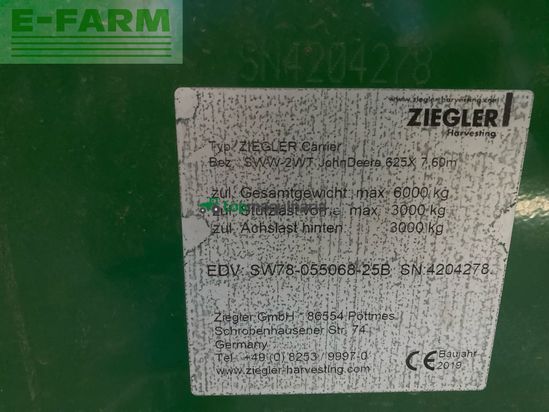 E-FARM
SN4204278
www.ziegler-harvesting.com
ZIEGLER
Harvesting
Typ: ZIEGLER Carrier
Bez.: SWW-2WT JohnDeere 625X 7,60m
zul. Gesamtgewicht max. 6000 kg
zul. Stützlast max. 3000 kg
zul. Achslast hinten 3000 kg
EDV: SW78-055068-25B SN:4204278
Ziegler GmbH 86554 Pöttmes
Schrobenhausener Str. 74
Germany
Tel.: +49 (0) 8253 / 9997-0
www.ziegler-harvesting.com
CE Baujahr
2019